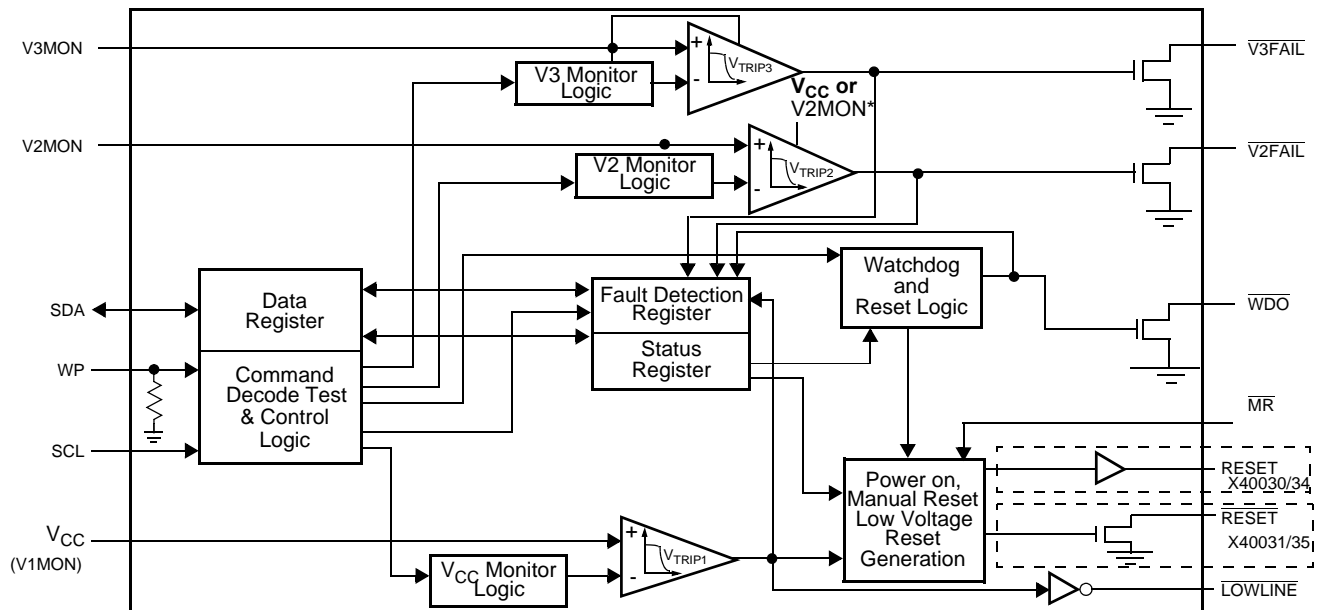 V3MON
+
-
VTRIP3
V3FAIL
V3 Monitor
Logic
VCC or
V2MON*
V2MON
+
-
VTRIP2
V2FAIL
V2 Monitor
Logic
SDA
Data
Register
Fault Detection
Register
Status
Register
Watchdog
and
Reset Logic
WDO
WP
Command
Decode Test
& Control
Logic
SCL
MR
Power on,
Manual Reset
Low Voltage
Reset
Generation
RESET
X40030/34
RESET
X40031/35
VCC
(V1MON)
+
-
VTRIP1
VCC Monitor
Logic
LOWLINE